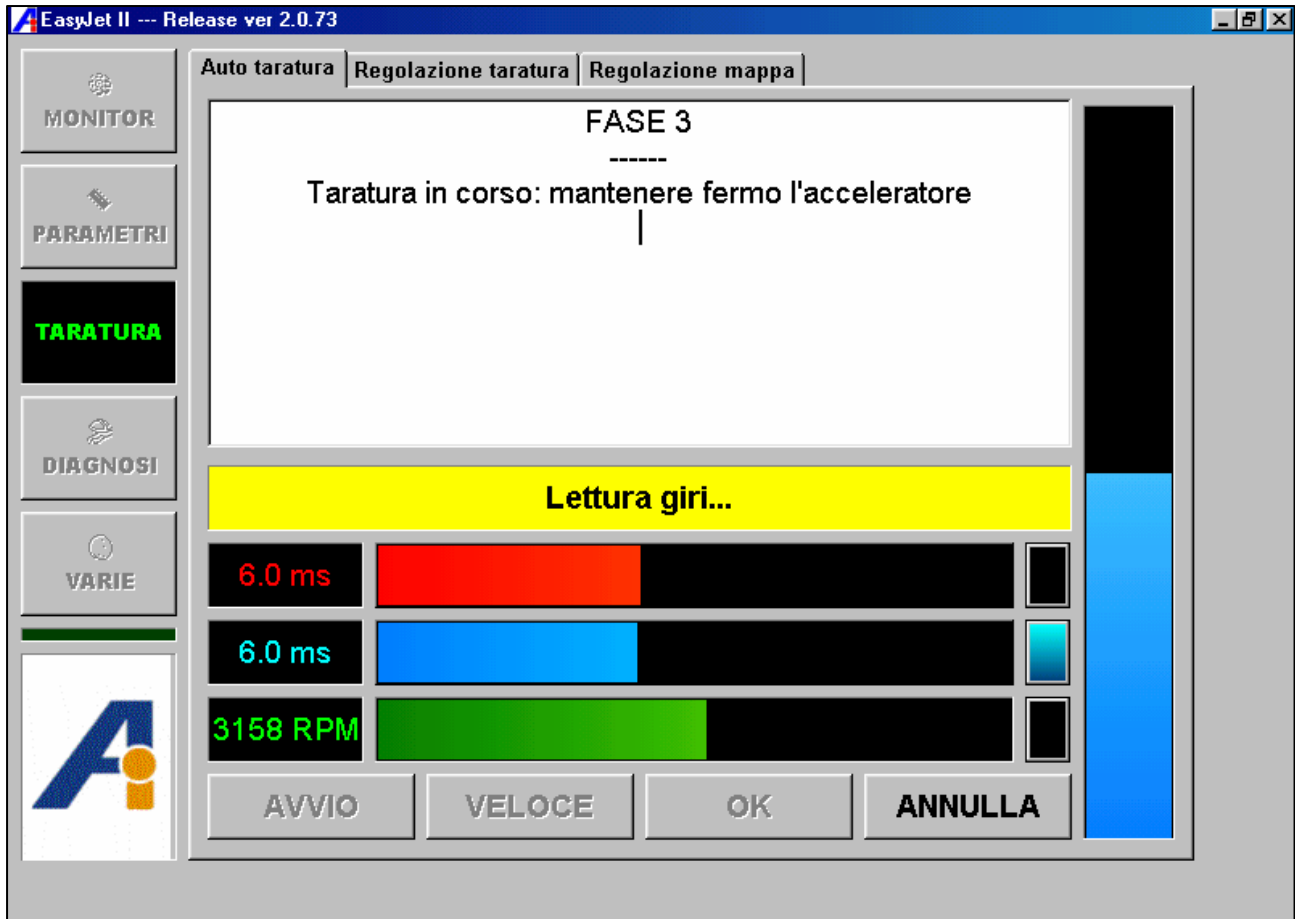 EasyJet II --- Release ver 2.0.73
MONITOR
PARAMETRI
TARATURA
DIAGNOSI
VARIE
Auto taratura
Regolazione taratura
Regolazione mappa
FASE 3
------
Taratura in corso: mantenere fermo l'acceleratore
Lettura giri...
6.0 ms
6.0 ms
3158 RPM
AVVIO
VELOCE
OK
ANNULLA